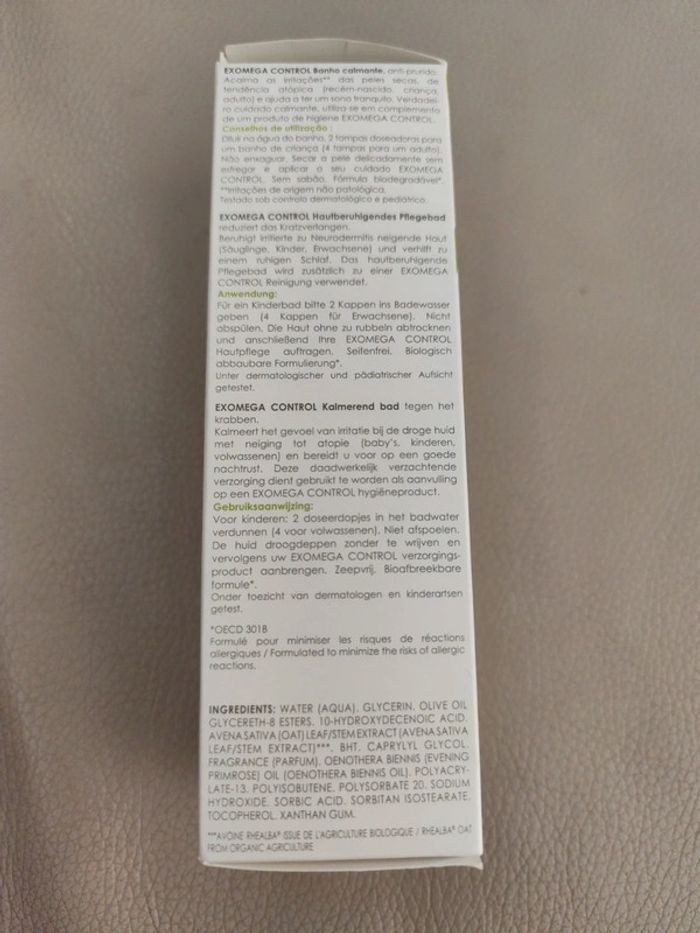 EXOMEGA CONTROL Banho calmante, anti-prurido.
Acalma as irritações** das peles secas, de
tendência atópica (recém-nascido, criança,
adulto) e ajuda a ter um sono tranquilo. Verdadei-
ro cuidado calmante, utiliza-se em complemento
de um produto de higiene EXOMEGA CONTROL.
Conselhos de utilização :
Diluir na água do banho, 2 tampas doseadoras para
um banho de criança (4 tampas para um adulto).
Não enxaguar. Secar a pele delicadamente sem
esfregar e aplicar o seu cuidado EXOMEGA
CONTROL. Sem sabão. Fórmula biodegradável*.
**Irritações de origem não patológica.
Testado sob controlo dermatológico e pediátrico.
EXOMEGA CONTROL Hautberuhigendes Pflegebad
reduziert das Kratzverlangen.
Beruhigt irritierte zu Neurodermitis neigende Haut
(Säuglinge, Kinder, Erwachsene) und verhilft zu
einem ruhigen Schlaf. Das hautberuhigende
Pflegebad wird zusätzlich zu einer EXOMEGA
CONTROL Reinigung verwendet.
Anwendung:
Für ein Kinderbad bitte 2 Kappen ins Badewasser
geben (4 Kappen für Erwachsene). Nicht
abspülen. Die Haut ohne zu rubbeln abtrocknen
und anschließend Ihre EXOMEGA CONTROL
Hautpflege auftragen. Seifenfrei. Biologisch
abbaubare Formulierung*.
Unter dermatologischer und pädiatrischer Aufsicht
getestet.
EXOMEGA CONTROL Kalmerend bad tegen het
krabben.
Kalmeert het gevoel van irritatie bij de droge huid
met neiging tot atopie (baby's, kinderen,
volwassenen) en bereidt u voor op een goede
nachtrust. Deze daadwerkelijk verzachtende
verzorging dient gebruikt te worden als aanvulling
op een EXOMEGA CONTROL hygiëneproduct.
Gebruiksaanwijzing:
Voor kinderen: 2 doseerdopjes in het badwater
verdunnen (4 voor volwassenen). Niet afspoelen.
De huid droogdeppen zonder te wrijven en
vervolgens uw EXOMEGA CONTROL verzorgings-
product aanbrengen. Zeepvrij. Bioafbreekbare
formule*.
Onder toezicht van dermatologen en kinderartsen
getest.
*OECD 301B
Formulé pour minimiser les risques de réactions
allergiques / Formulated to minimize the risks of allergic
reactions.
INGREDIENTS: WATER (AQUA). GLYCERIN. OLIVE OIL
GLYCERETH-8 ESTERS. 10-HYDROXYDECENOIC ACID.
AVENA SATIVA (OAT) LEAF/STEM EXTRACT (AVENA SATIVA
LEAF/STEM EXTRACT)***. BHT. CAPRYLYL GLYCOL.
FRAGRANCE (PARFUM). OENOTHERA BIENNIS (EVENING
PRIMROSE) OIL (OENOTHERA BIENNIS OIL). POLYACRY-
LATE-13. POLYISOBUTENE. POLYSORBATE 20. SODIUM
HYDROXIDE. SORBIC ACID. SORBITAN ISOSTEARATE.
TOCOPHEROL. XANTHAN GUM.
***AVOINE RHEALBA® ISSUE DE L'AGRICULTURE BIOLOGIQUE / RHEALBA® OAT
FROM ORGANIC AGRICULTURE